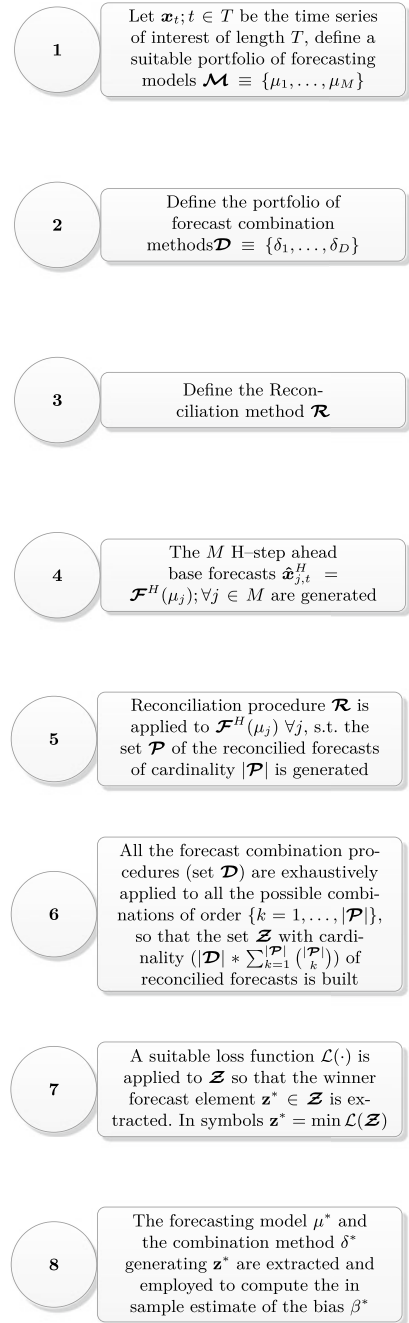 1
Let 𝒙ₜ; t ∈ T be the time series
of interest of length T, define a
suitable portfolio of forecasting
models 𝓜 ≡ {μ₁, . . . , μ_M}
2
Define the portfolio of
forecast combination
methods𝓓 ≡ {δ₁, . . . , δ_D}
3
Define the Recon-
ciliation method 𝓡
4
The M H–step ahead
base forecasts 𝒙̂^H_{j,t} =
𝓕^H(μ_j); ∀j ∈ M are generated
5
Reconciliation procedure 𝓡 is
applied to 𝓕^H(μ_j) ∀j, s.t. the
set 𝓟 of the reconcilied forecasts
of cardinality |𝓟| is generated
6
All the forecast combination pro-
cedures (set 𝓓) are exhaustively
applied to all the possible combi-
nations of order {k = 1, . . . , |𝓟|},
so that the set 𝓩 with cardi-
nality (|𝓓| ∗ ∑_{k=1}^{|𝓟|} (|𝓟| k)) of
reconcilied forecasts is built
7
A suitable loss function ℒ(·) is
applied to 𝓩 so that the winner
forecast element 𝐳* ∈ 𝓩 is ex-
tracted. In symbols 𝐳* = min ℒ(𝓩)
8
The forecasting model μ* and
the combination method δ*
generating 𝐳* are extracted and
employed to compute the in
sample estimate of the bias β*